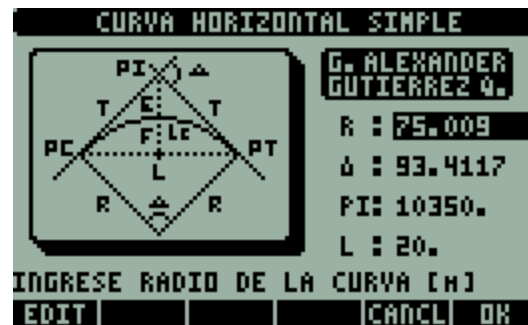 CURVA HORIZONTAL SIMPLE
PI Δ
T E T
PC F LC PT
L
R Δ R
G. ALEXANDER
GUTIERREZ Q.
R : 75.009
Δ : 93.4117
PI: 10350.
L : 20.
INGRESE RADIO DE LA CURVA [M]
EDIT CANCL OK